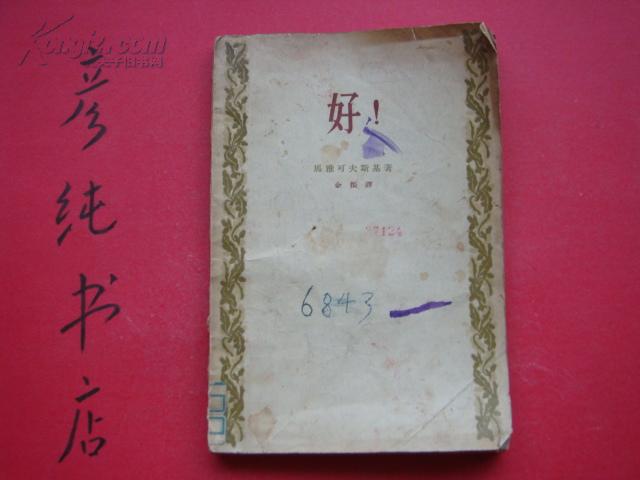 Kongfz.com
孔夫子旧书网
彦纯书店
好!
馬雅可夫斯基著
余振譯
37124
6843